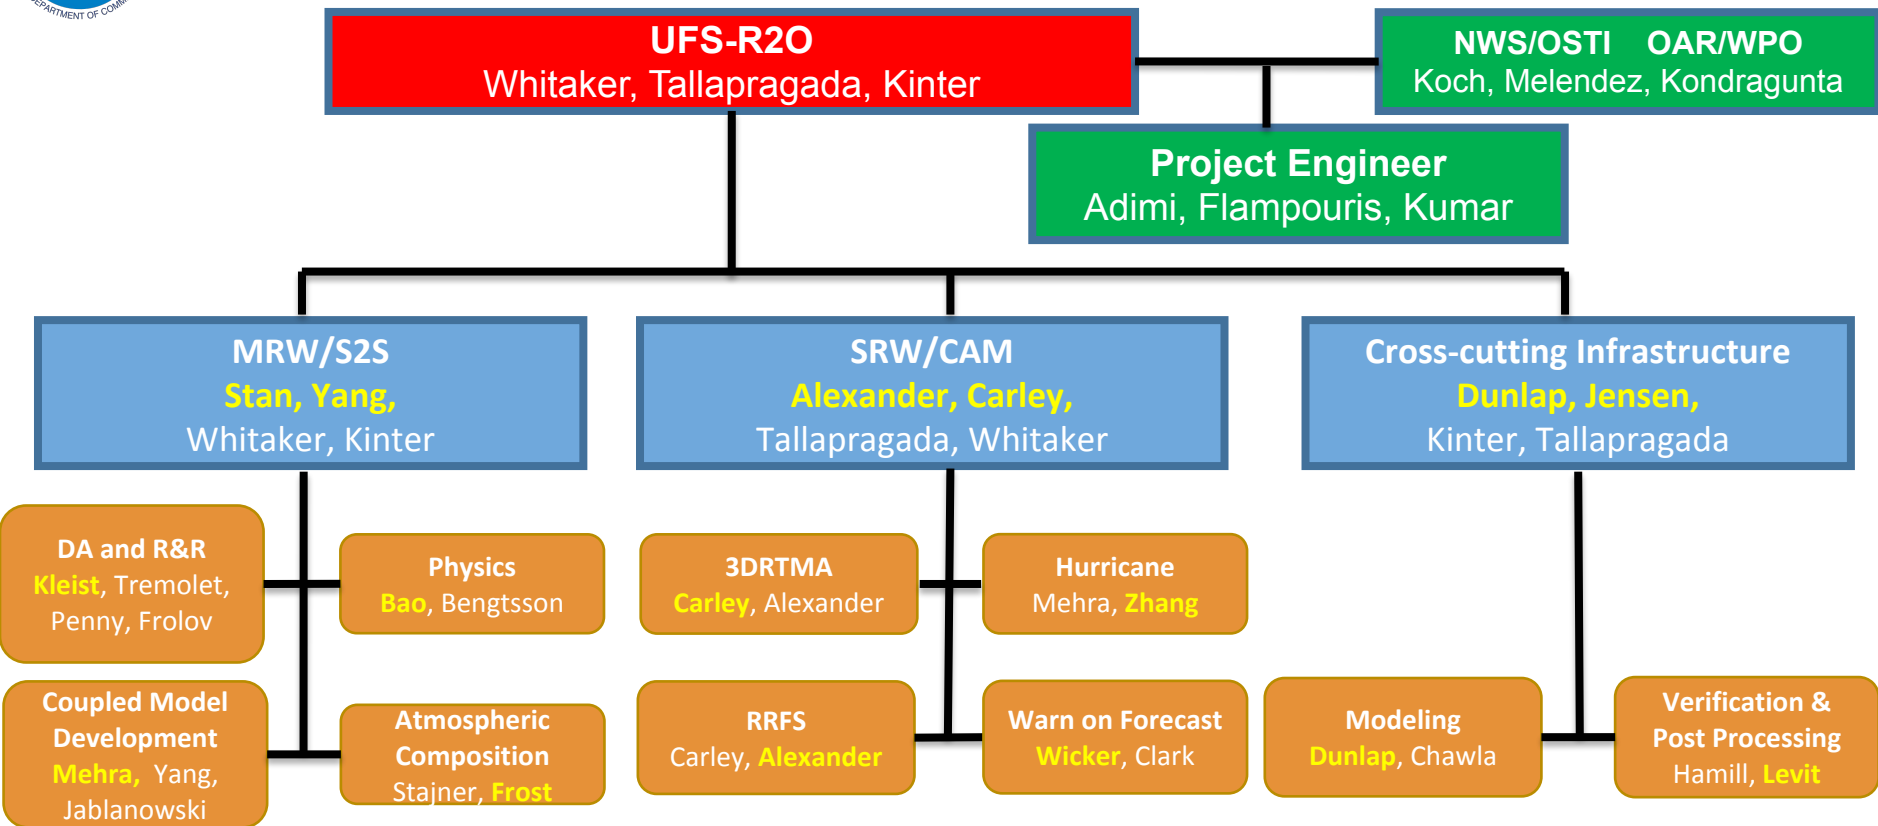 DEPARTMENT OF COMM
UFS-R2O
Whitaker, Tallapragada, Kinter
NWS/OSTI OAR/WPO
Koch, Melendez, Kondragunta
Project Engineer
Adimi, Flampouris, Kumar
MRW/S2S
Stan, Yang,
Whitaker, Kinter
SRW/CAM
Alexander, Carley,
Tallapragada, Whitaker
Cross-cutting Infrastructure
Dunlap, Jensen,
Kinter, Tallapragada
DA and R&R
Kleist, Tremolet,
Penny, Frolov
Physics
Bao, Bengtsson
3DRTMA
Carley, Alexander
Hurricane
Mehra, Zhang
Coupled Model
Development
Mehra, Yang,
Jablanowski
Atmospheric
Composition
Stajner, Frost
RRFS
Carley, Alexander
Warn on Forecast
Wicker, Clark
Modeling
Dunlap, Chawla
Verification &
Post Processing
Hamill, Levit